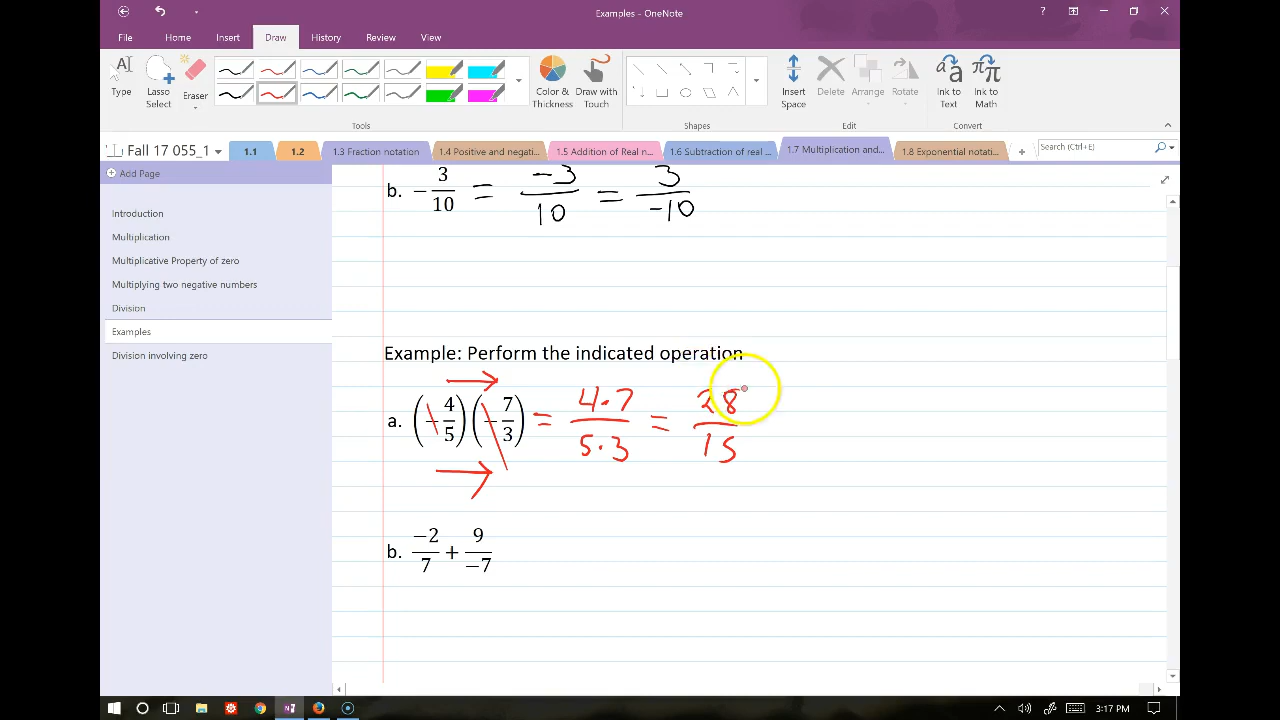 Examples - OneNote
?
File Home Insert Draw History Review View
Type
Lasso Select
Eraser
Color & Thickness
Draw with Touch
Insert Space
Delete
Arrange
Rotate
Ink to Text
Ink to Math
Tools Shapes Edit Convert
Fall 17 055_1 1.1 1.2 1.3 Fraction notation 1.4 Positive and negati... 1.5 Addition of Real n... 1.6 Subtraction of real ... 1.7 Multiplication and... 1.8 Exponential notati... + Search (Ctrl+E)
Add Page
Introduction
Multiplication
Multiplicative Property of zero
Multiplying two negative numbers
Division
Examples
Division involving zero
b. −3/10 = −3/10 = 3/−10
Example: Perform the indicated operation
a. (−4/5)(−7/3) = 4·7/5·3 = 28/15
b. −2/7 + 9/−7
3:17 PM